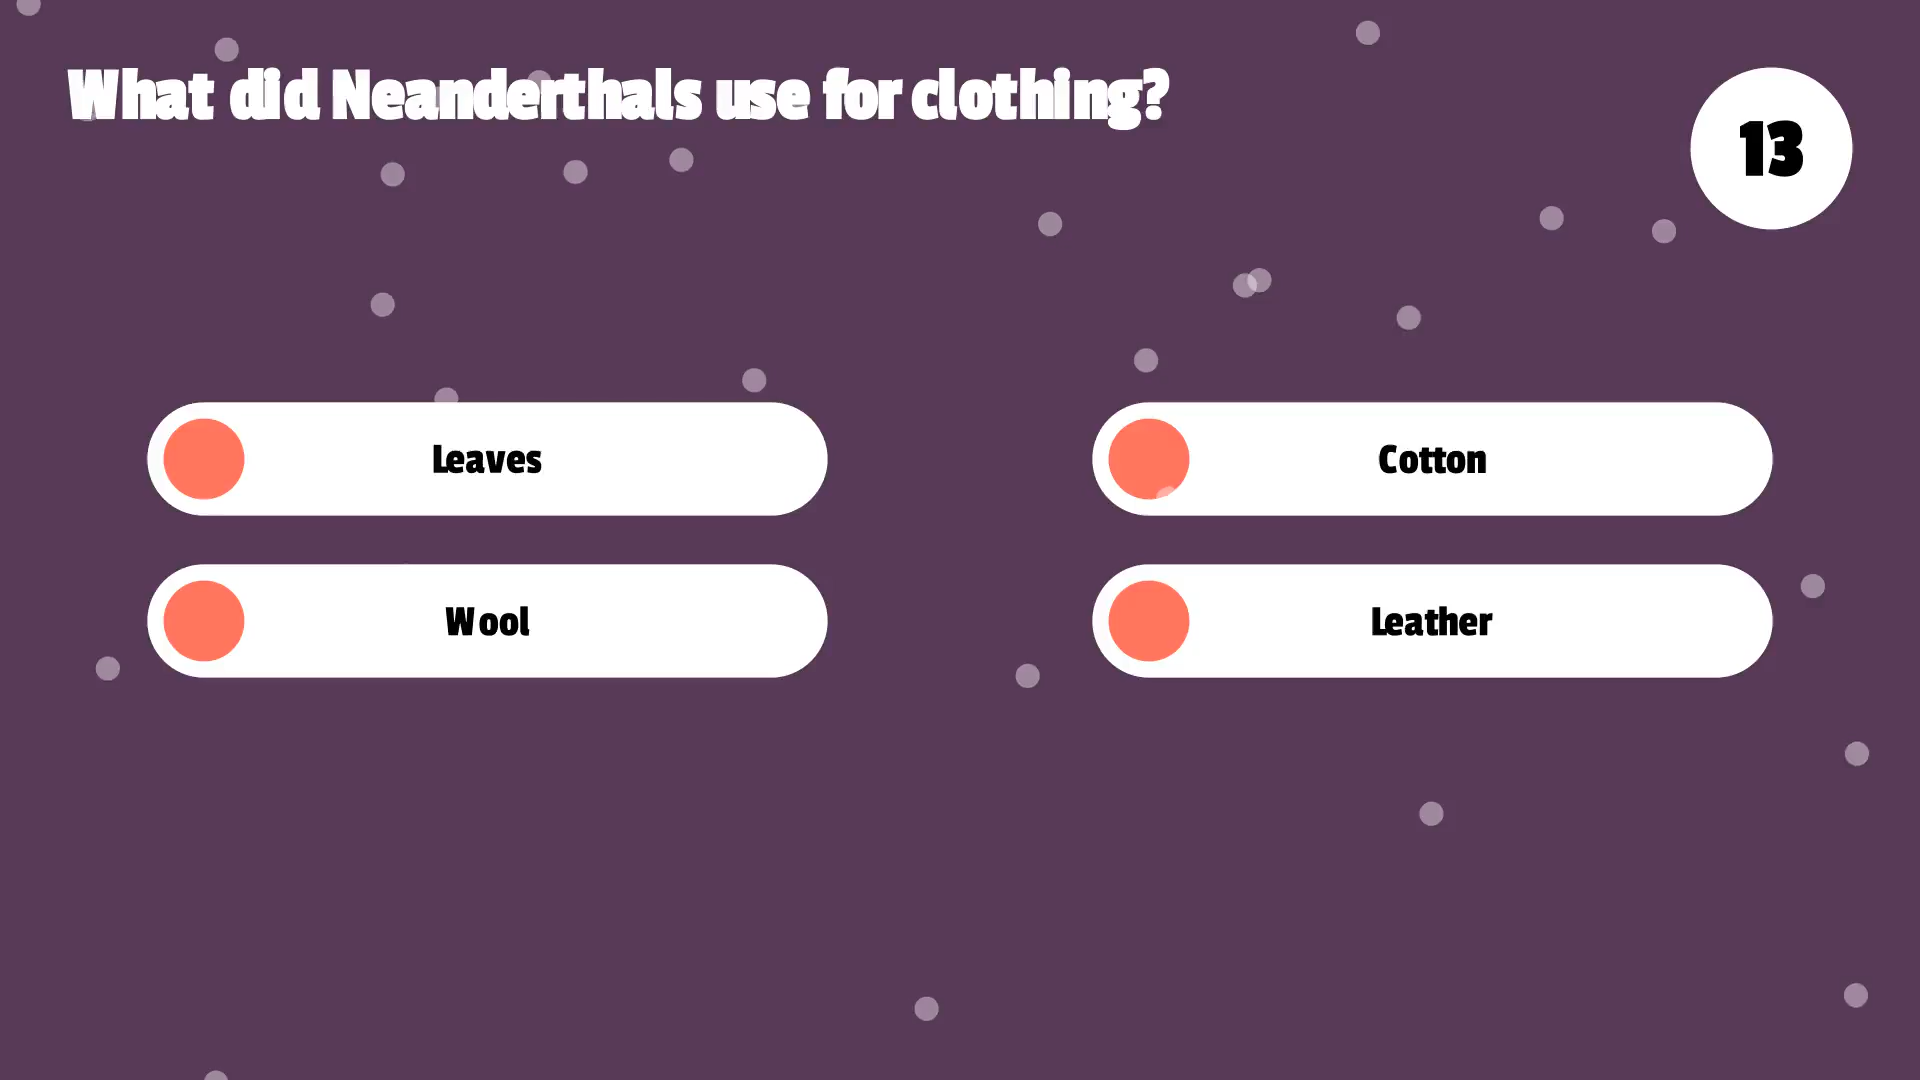 What did Neanderthals use for clothing?
13
Leaves
Cotton
Wool
Leather